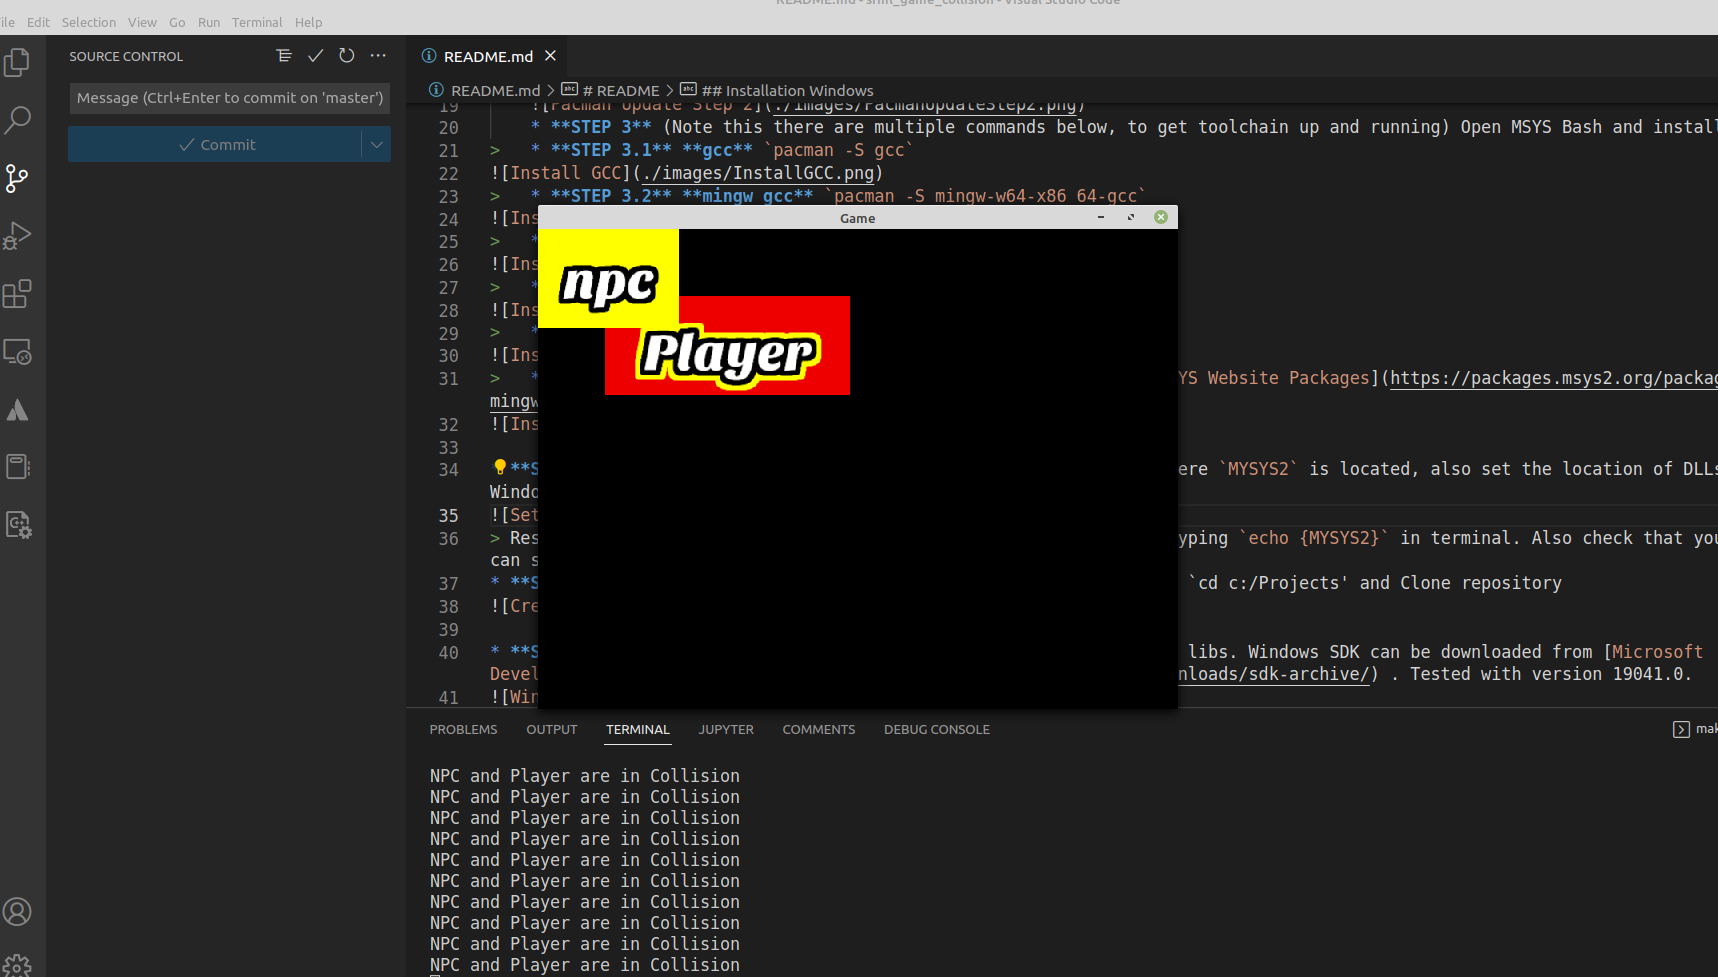 README.md - sfml_game_collision - Visual Studio Code
File Edit Selection View Go Run Terminal Help
SOURCE CONTROL
Message (Ctrl+Enter to commit on 'master')
Commit
README.md
README.md > # README > ## Installation Windows
19 ![Pacman Update Step 2](./images/PacmanUpdateStep2.png)
20 * **STEP 3** (Note this there are multiple commands below, to get toolchain up and running) Open MSYS Bash and install
21 > * **STEP 3.1** **gcc** `pacman -S gcc`
22 ![Install GCC](./images/InstallGCC.png)
23 > * **STEP 3.2** **mingw gcc** `pacman -S mingw-w64-x86_64-gcc`
24 ![Ins
25 > *
26 ![Ins
27 > *
28 ![Ins
29 > *
30 ![Ins
31 > * YS Website Packages](https://packages.msys2.org/packag
mingw
32 ![Ins
33
34 **S ere `MYSYS2` is located, also set the location of DLLs
Windo
35 ![Set
36 > Res yping `echo {MYSYS2}` in terminal. Also check that you
can s
37 * **S `cd c:/Projects' and Clone repository
38 ![Cre
39
40 * **S libs. Windows SDK can be downloaded from [Microsoft
Devel nloads/sdk-archive/) . Tested with version 19041.0.
41 ![Win
Game
npc
Player
PROBLEMS OUTPUT TERMINAL JUPYTER COMMENTS DEBUG CONSOLE
mak
NPC and Player are in Collision
NPC and Player are in Collision
NPC and Player are in Collision
NPC and Player are in Collision
NPC and Player are in Collision
NPC and Player are in Collision
NPC and Player are in Collision
NPC and Player are in Collision
NPC and Player are in Collision
NPC and Player are in Collision